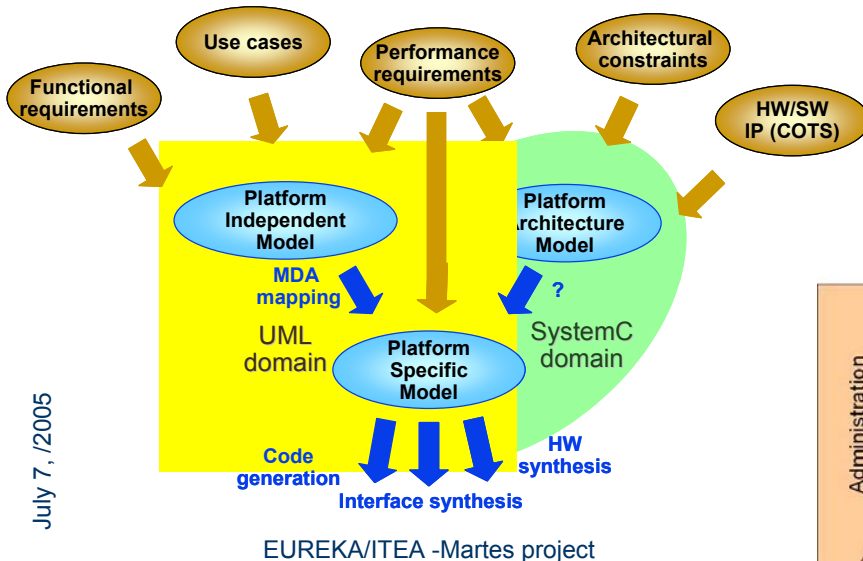 Use cases
Performance
requirements
Architectural
constraints
Functional
requirements
HW/SW
IP (COTS)
Platform
Independent
Model
Platform
Architecture
Model
MDA
mapping
?
UML
domain
SystemC
domain
Platform
Specific
Model
Code
generation
HW
synthesis
Interface synthesis
July 7, /2005
Administration
EUREKA/ITEA -Martes project